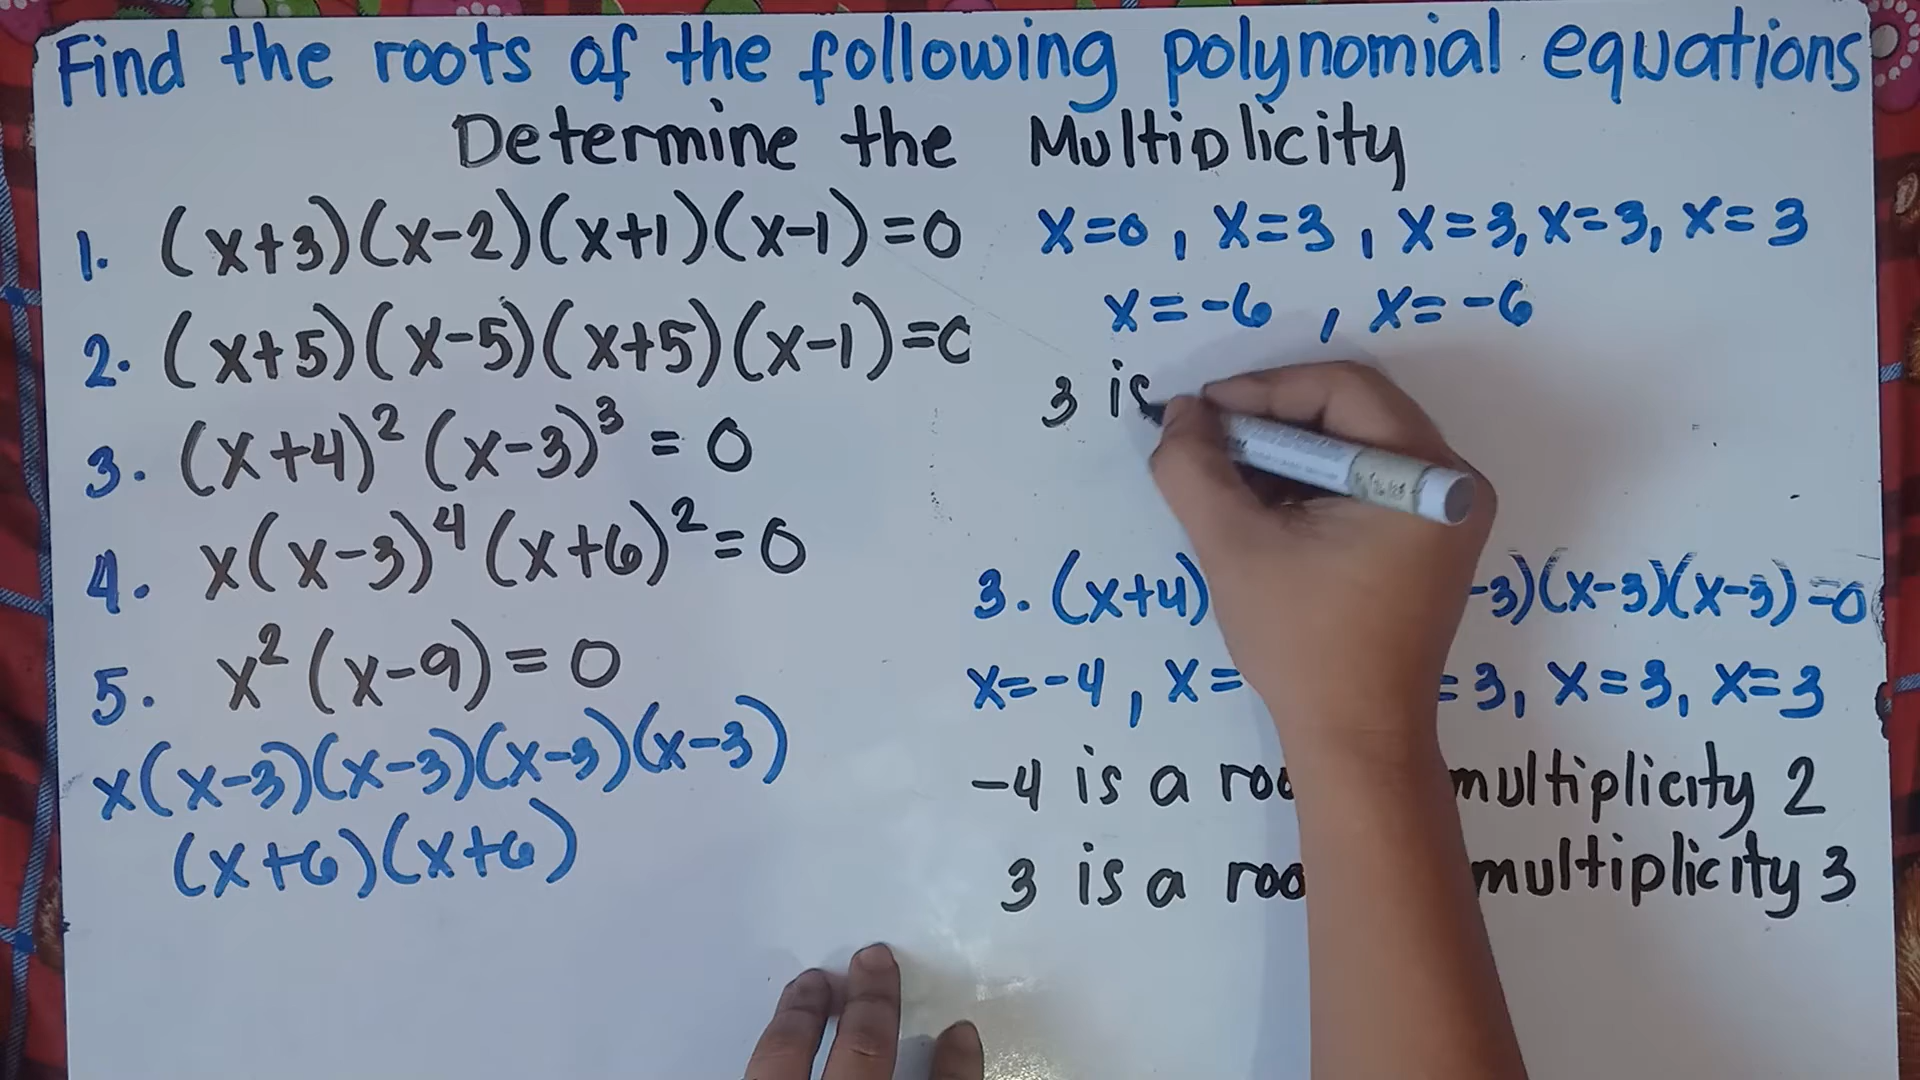 Find the roots of the following polynomial equations
Determine the Multiplicity
1. (x+3)(x-2)(x+1)(x-1)=0
2. (x+5)(x-5)(x+5)(x-1)=0
3. (x+4)² (x-3)³ = 0
4. x(x-3)⁴ (x+6)² = 0
5. x² (x-9) = 0
x(x-3)(x-3)(x-3)(x-3)
(x+6)(x+6)
x=0, x=3, x=3, x=3, x=3
x=-6, x=-6
3 is
3. (x+4) -3)(x-3)(x-3)=0
x=-4, x= =3, x=3, x=3
-4 is a roo multiplicity 2
3 is a roo multiplicity 3